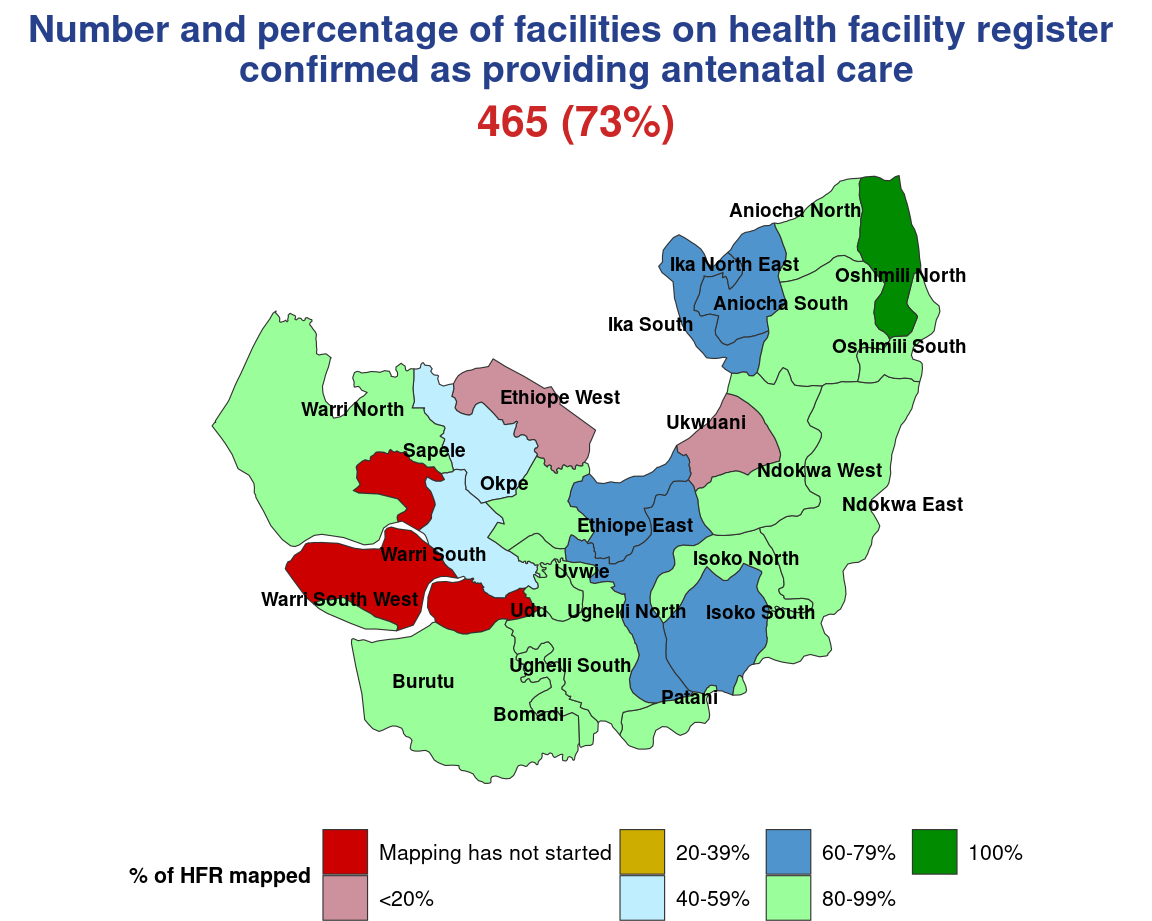 Number and percentage of facilities on health facility register
confirmed as providing antenatal care
465 (73%)
Aniocha North
Ika North East
Oshimili North
Aniocha South
Ika South
Oshimili South
Ethiope West
Warri North
Ukwuani
Sapele
Ndokwa West
Okpe
Ndokwa East
Ethiope East
Warri South
Isoko North
Uvwie
Warri South West
Udu
Ughelli North
Isoko South
Ughelli South
Burutu
Patani
Bomadi
% of HFR mapped
Mapping has not started
<20%
20-39%
40-59%
60-79%
80-99%
100%